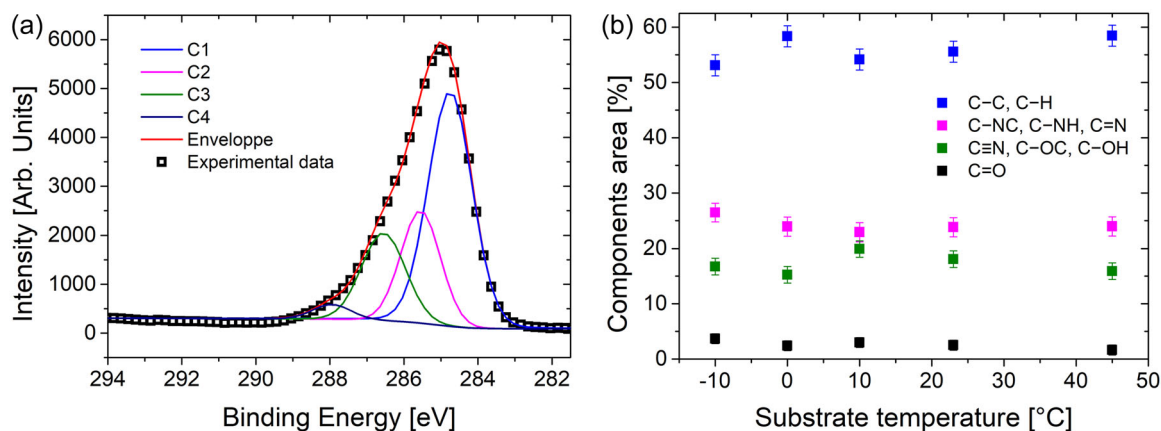 (a)
6000
5000
4000
3000
2000
1000
0
Intensity [Arb. Units]
C1
C2
C3
C4
Enveloppe
Experimental data
294 292 290 288 286 284 282
Binding Energy [eV]
(b)
60
50
40
30
20
10
0
Components area [%]
C−C, C−H
C−NC, C−NH, C=N
C≡N, C−OC, C−OH
C=O
-10 0 10 20 30 40 50
Substrate temperature [°C]